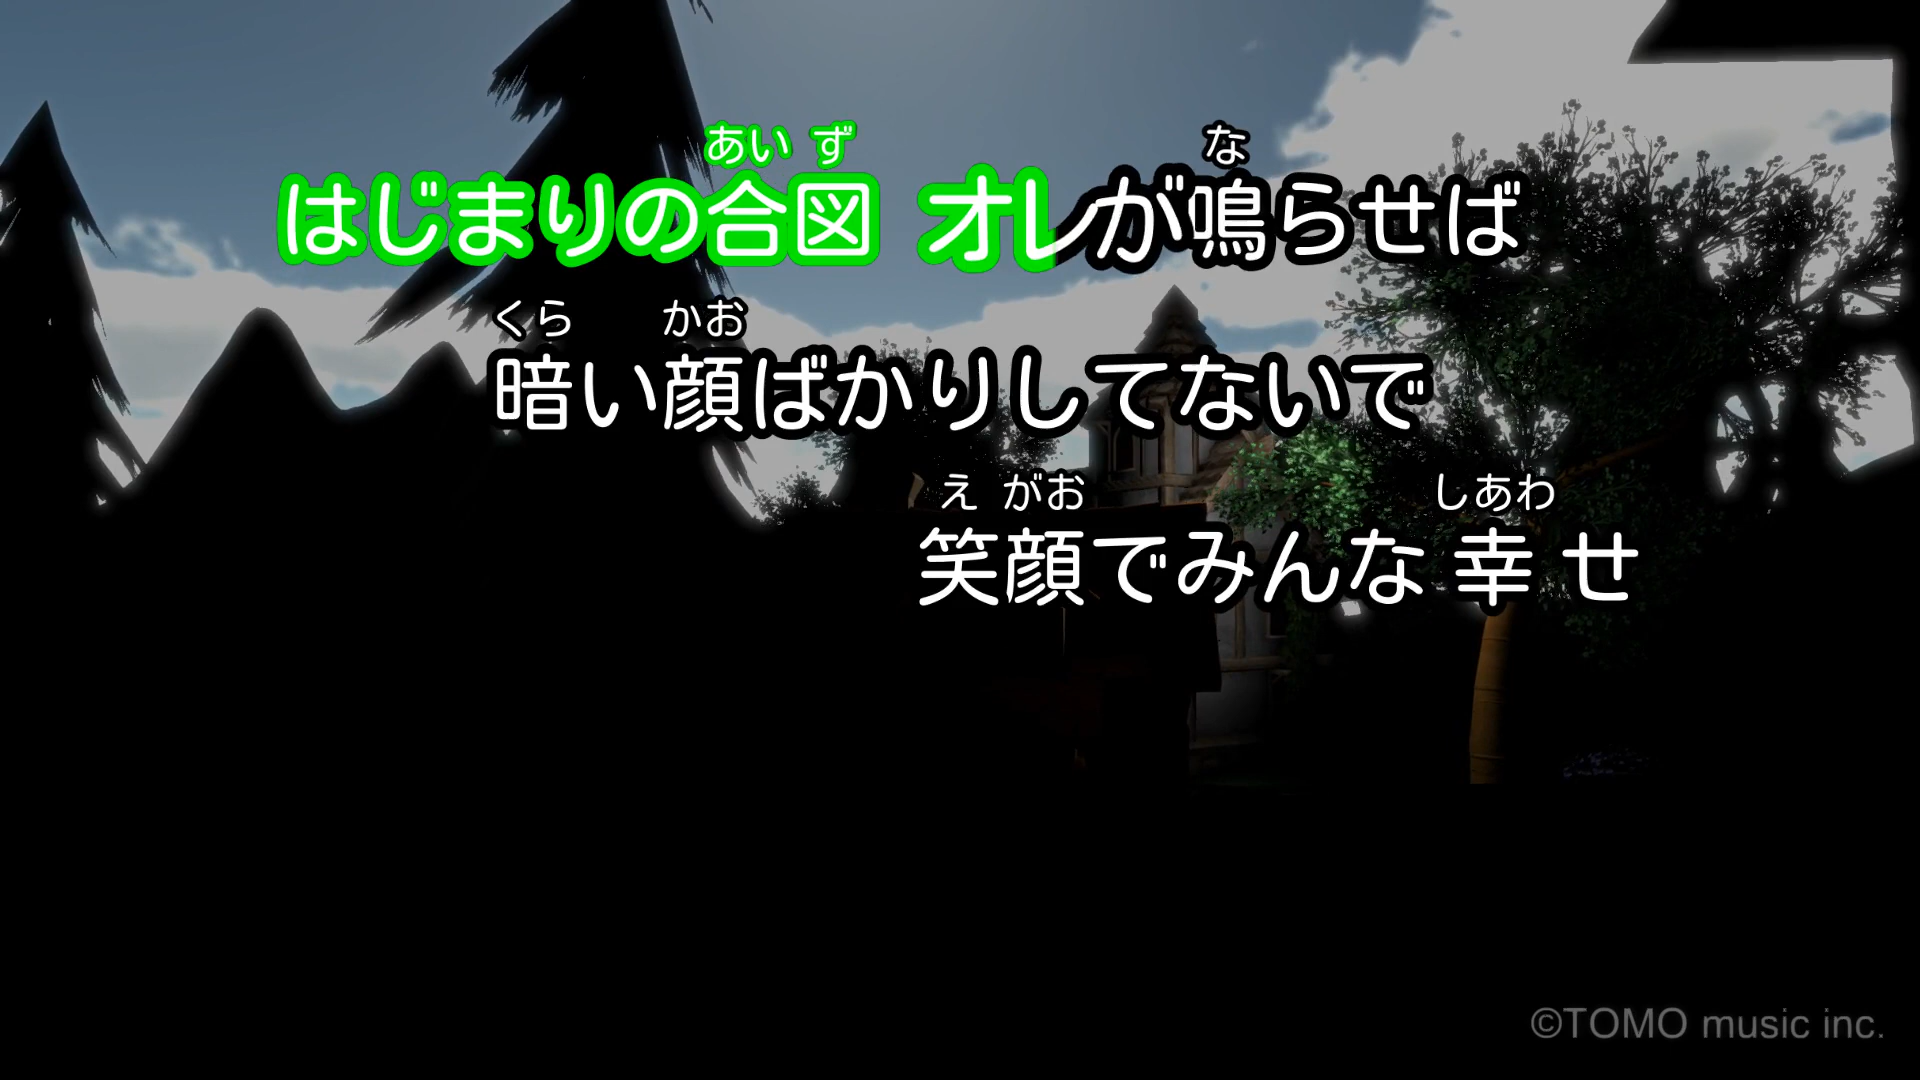 あいず な
はじまりの合図 オレが鳴らせば
くら かお
暗い顔ばかりしてないで
えがお しあわ
笑顔でみんな幸せ
©TOMO music inc.